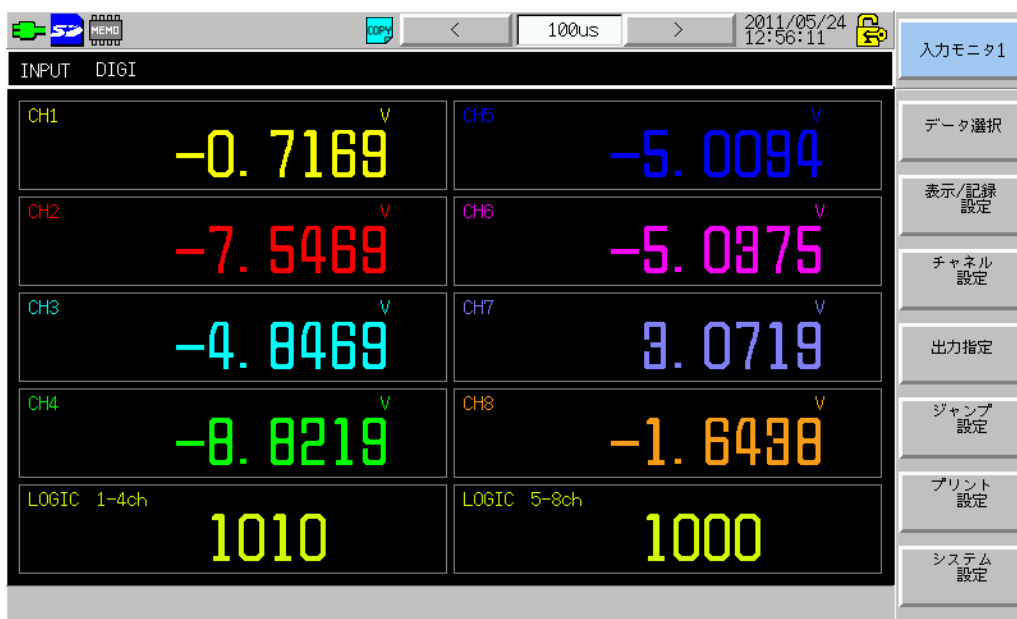 SD MEMO COPY < 100us > 2011/05/24
12:56:11
入力モニタ1
INPUT DIGI
CH1 V
-0.7169
CH5 V
-5.0094
CH2 V
-7.5469
CH6 V
-5.0375
CH3 V
-4.8469
CH7 V
3.0719
CH4 V
-8.8219
CH8 V
-1.6438
LOGIC 1-4ch
1010
LOGIC 5-8ch
1000
データ選択
表示/記録
設定
チャネル
設定
出力指定
ジャンプ
設定
プリント
設定
システム
設定